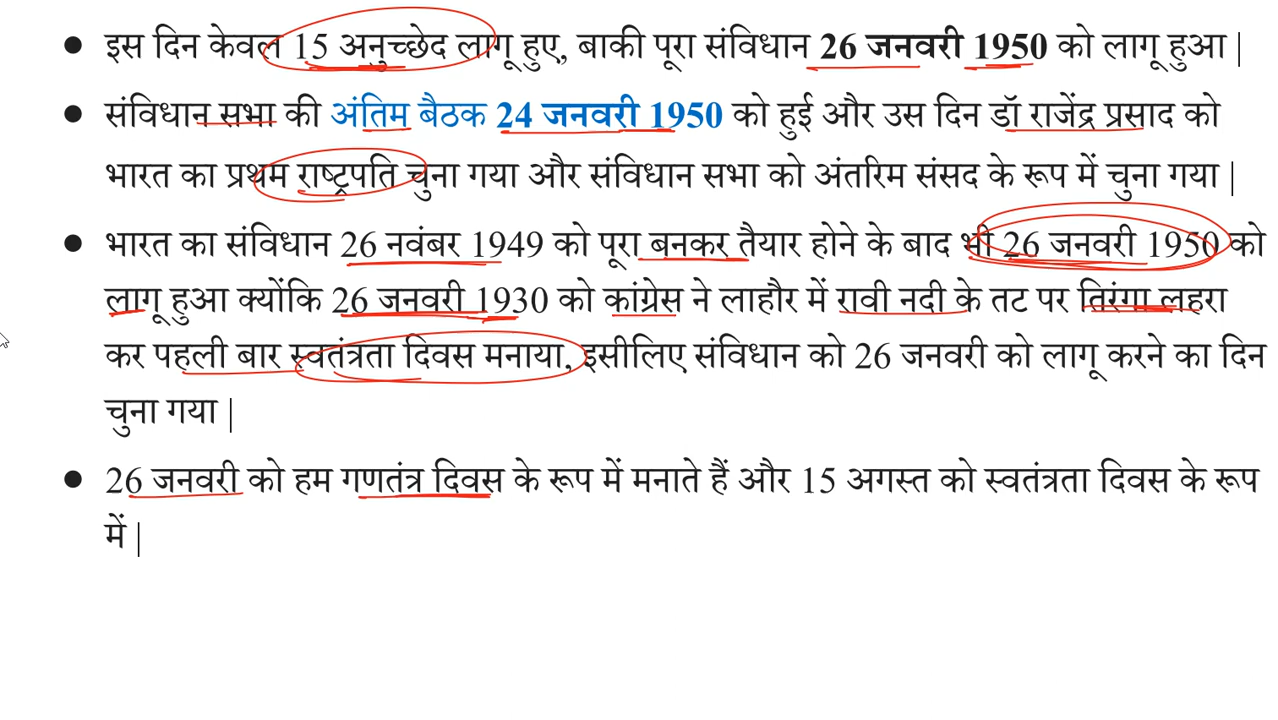 ● इस दिन केवल 15 अनुच्छेद लागू हुए, बाकी पूरा संविधान 26 जनवरी 1950 को लागू हुआ |
● संविधान सभा की अंतिम बैठक 24 जनवरी 1950 को हुई और उस दिन डॉ राजेंद्र प्रसाद को
भारत का प्रथम राष्ट्रपति चुना गया और संविधान सभा को अंतरिम संसद के रूप में चुना गया |
● भारत का संविधान 26 नवंबर 1949 को पूरा बनकर तैयार होने के बाद भी 26 जनवरी 1950 को
लागू हुआ क्योंकि 26 जनवरी 1930 को कांग्रेस ने लाहौर में रावी नदी के तट पर तिरंगा लहरा
कर पहली बार स्वतंत्रता दिवस मनाया, इसीलिए संविधान को 26 जनवरी को लागू करने का दिन
चुना गया |
● 26 जनवरी को हम गणतंत्र दिवस के रूप में मनाते हैं और 15 अगस्त को स्वतंत्रता दिवस के रूप
में |